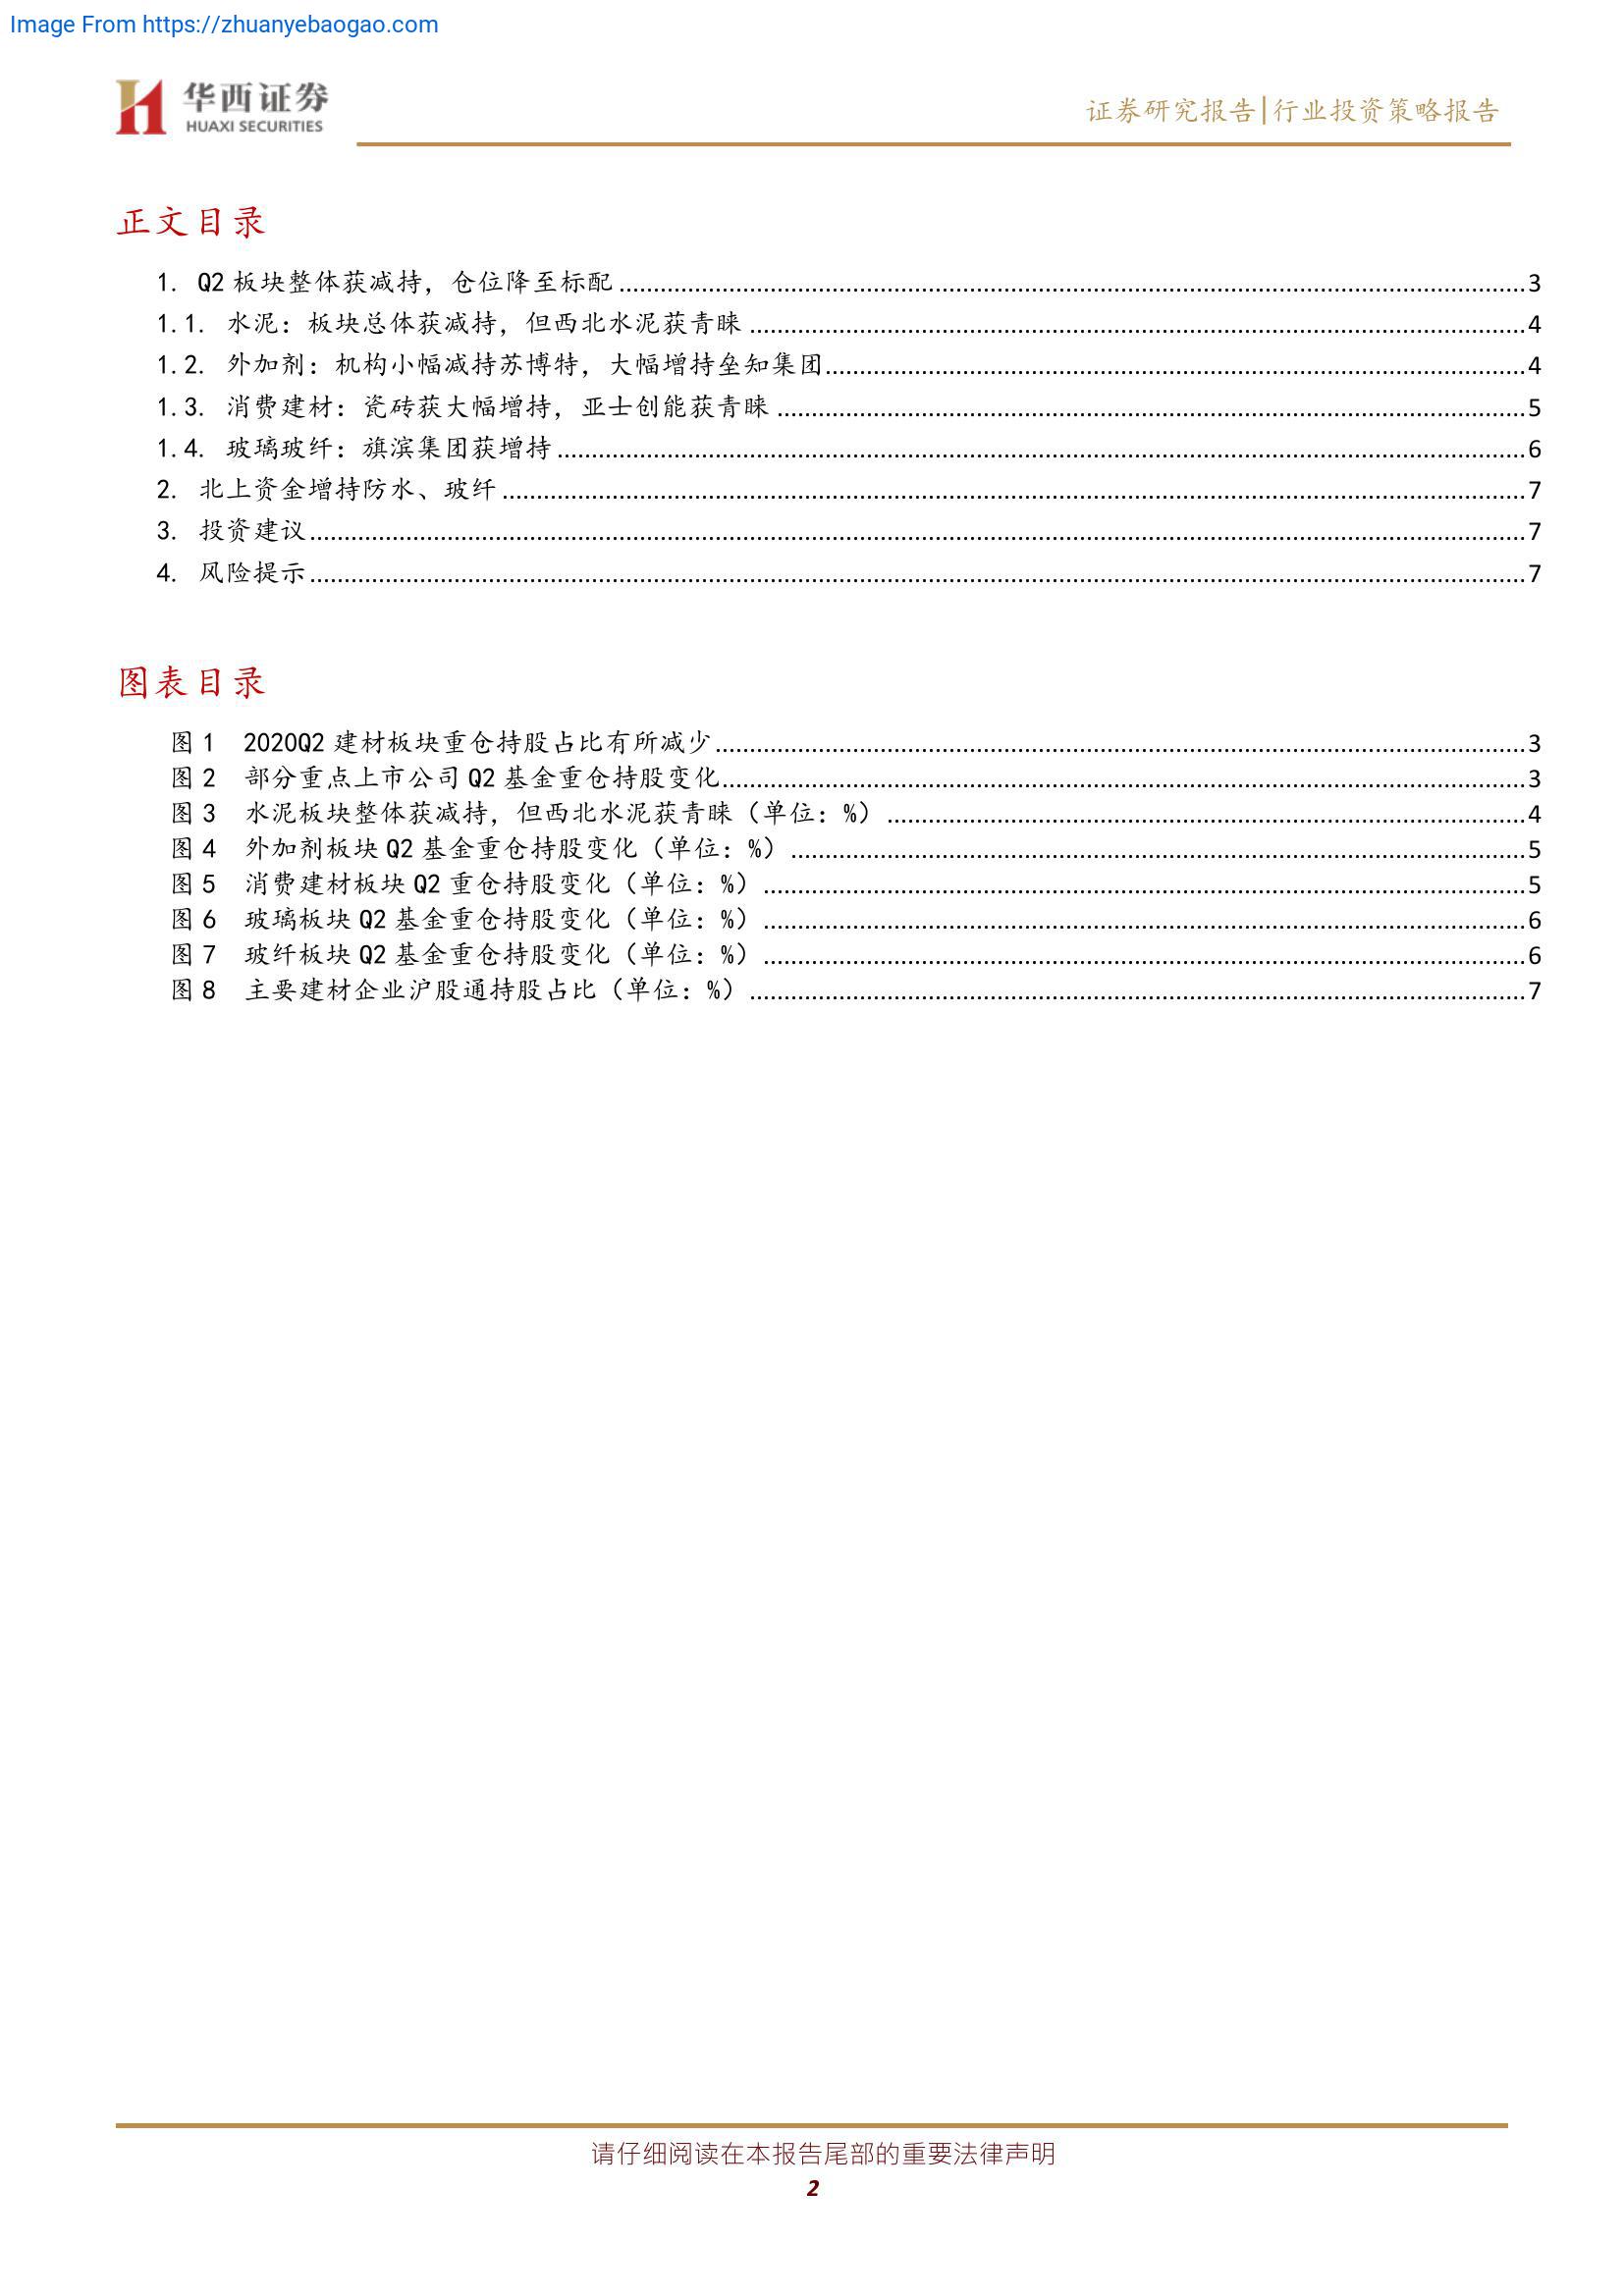 Image From https://zhuanyebaogao.com
华西证券
HUAXI SECURITIES
证券研究报告|行业投资策略报告
正文目录
1. Q2 板块整体获减持，仓位降至标配 3
1.1. 水泥：板块总体获减持，但西北水泥获青睐 4
1.2. 外加剂：机构小幅减持苏博特，大幅增持垒知集团 4
1.3. 消费建材：瓷砖获大幅增持，亚士创能获青睐 5
1.4. 玻璃玻纤：旗滨集团获增持 6
2. 北上资金增持防水、玻纤 7
3. 投资建议 7
4. 风险提示 7
图表目录
图 1 2020Q2 建材板块重仓持股占比有所减少 3
图 2 部分重点上市公司 Q2 基金重仓持股变化 3
图 3 水泥板块整体获减持，但西北水泥获青睐（单位：%） 4
图 4 外加剂板块 Q2 基金重仓持股变化（单位：%） 5
图 5 消费建材板块 Q2 重仓持股变化（单位：%） 5
图 6 玻璃板块 Q2 基金重仓持股变化（单位：%） 6
图 7 玻纤板块 Q2 基金重仓持股变化（单位：%） 6
图 8 主要建材企业沪股通持股占比（单位：%） 7
请仔细阅读在本报告尾部的重要法律声明
2